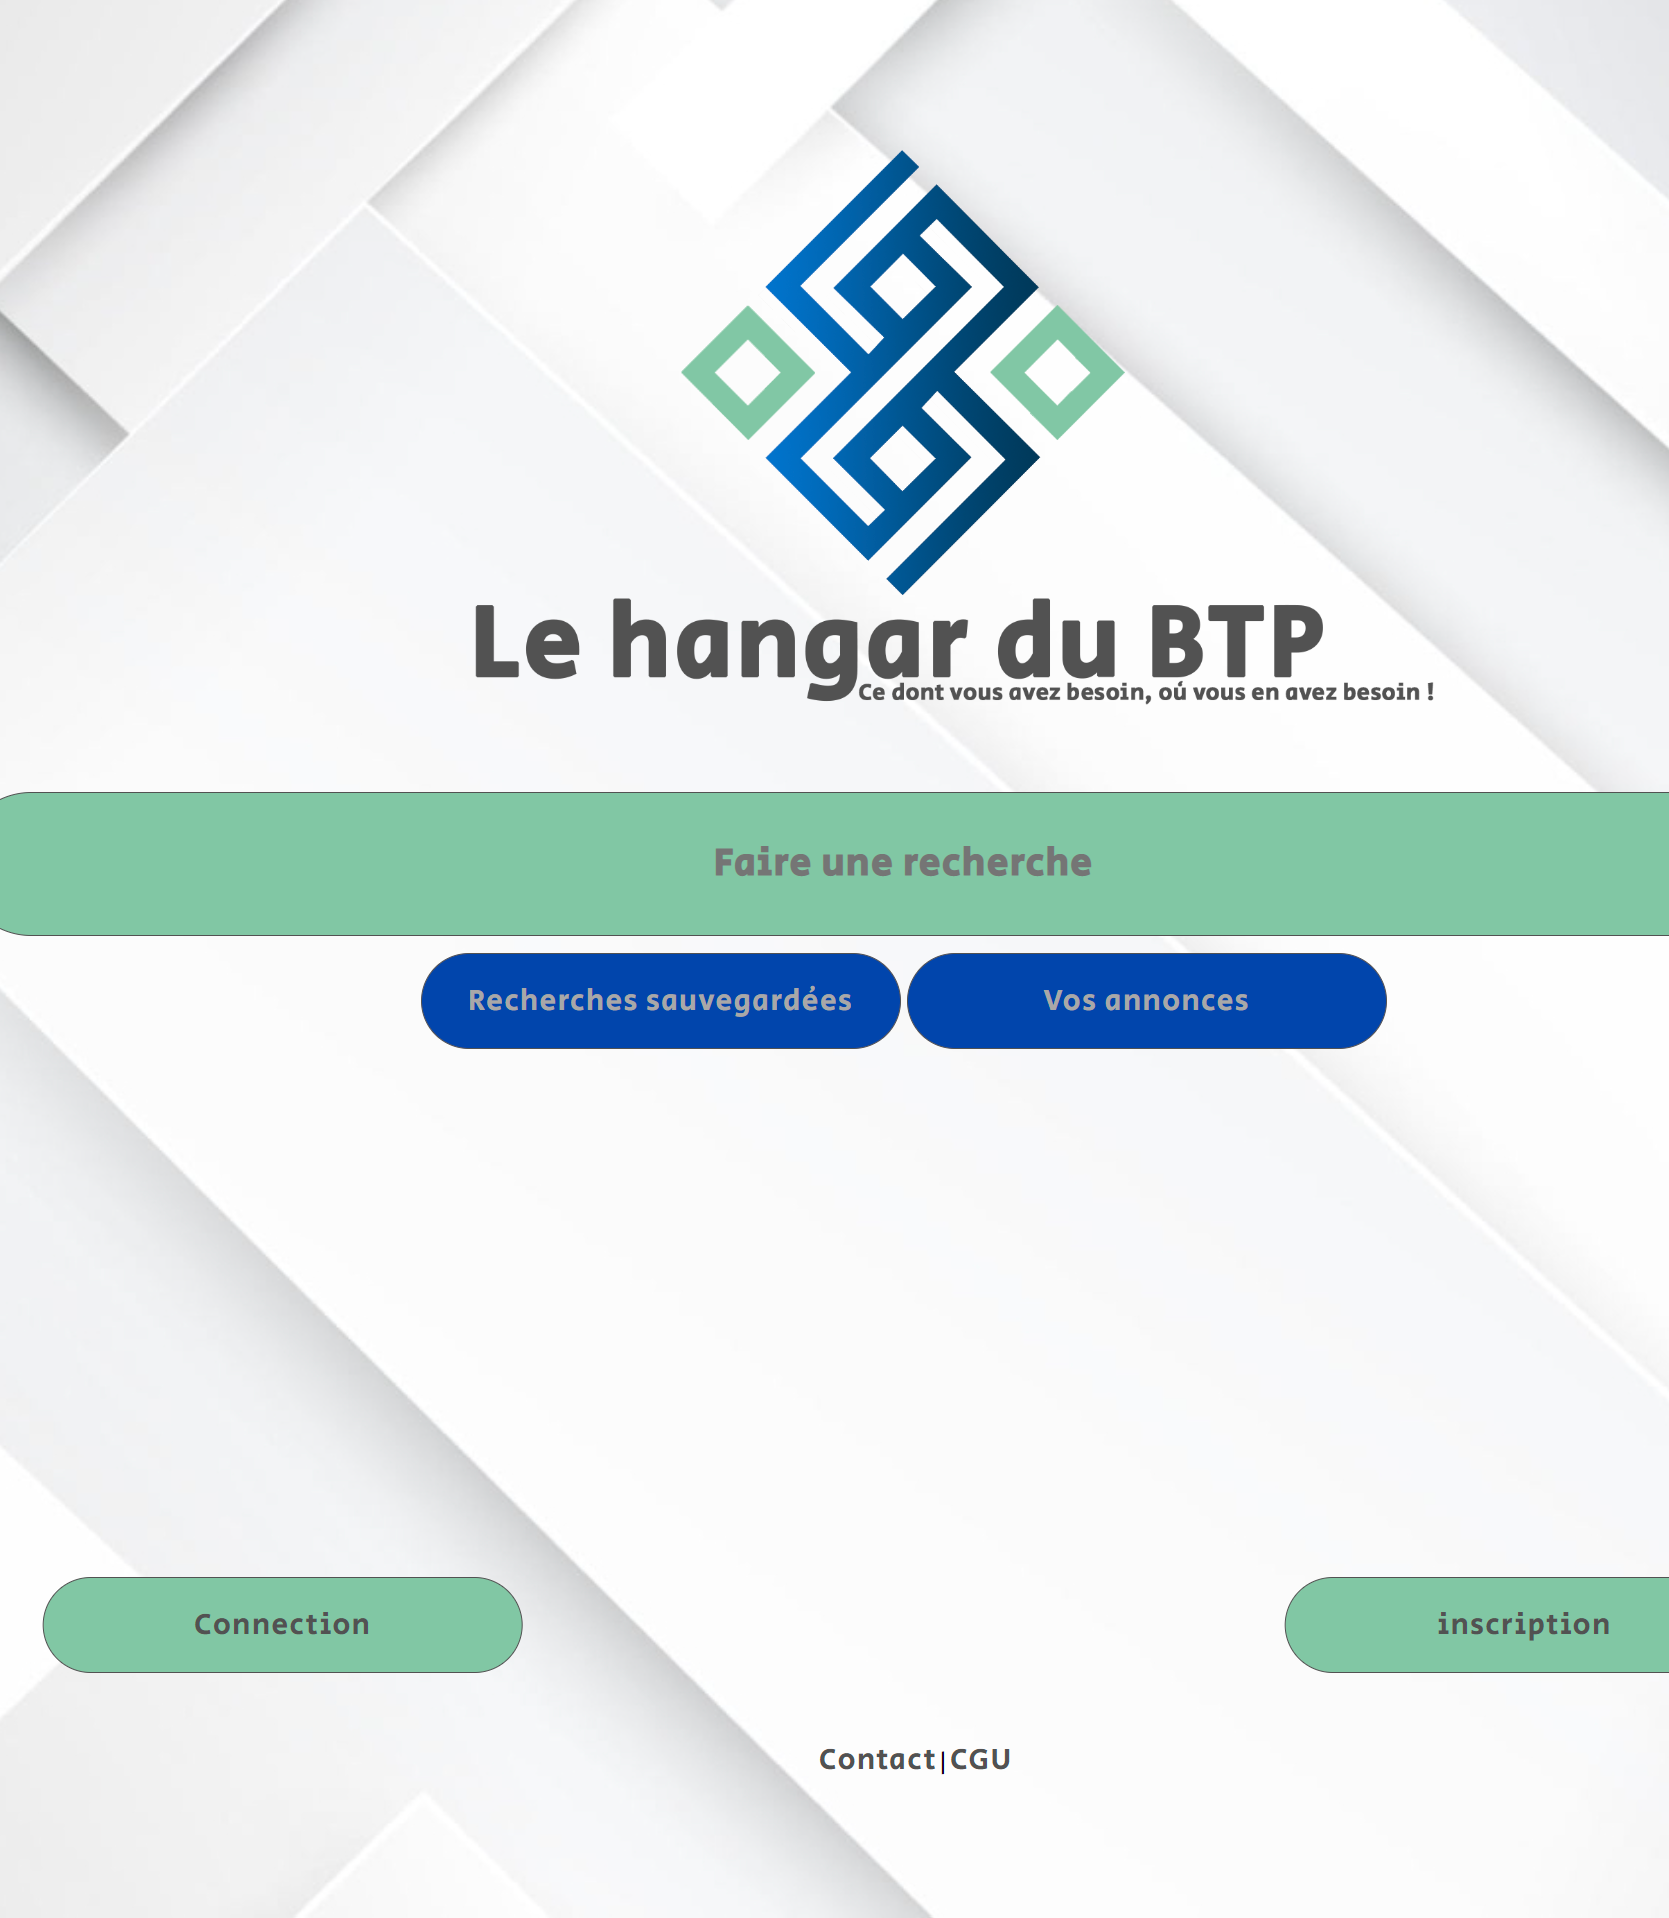 Le hangar du BTP
Ce dont vous avez besoin, oú vous en avez besoin !
Faire une recherche
Recherches sauvegardées
Vos annonces
Connection
inscription
Contact|CGU